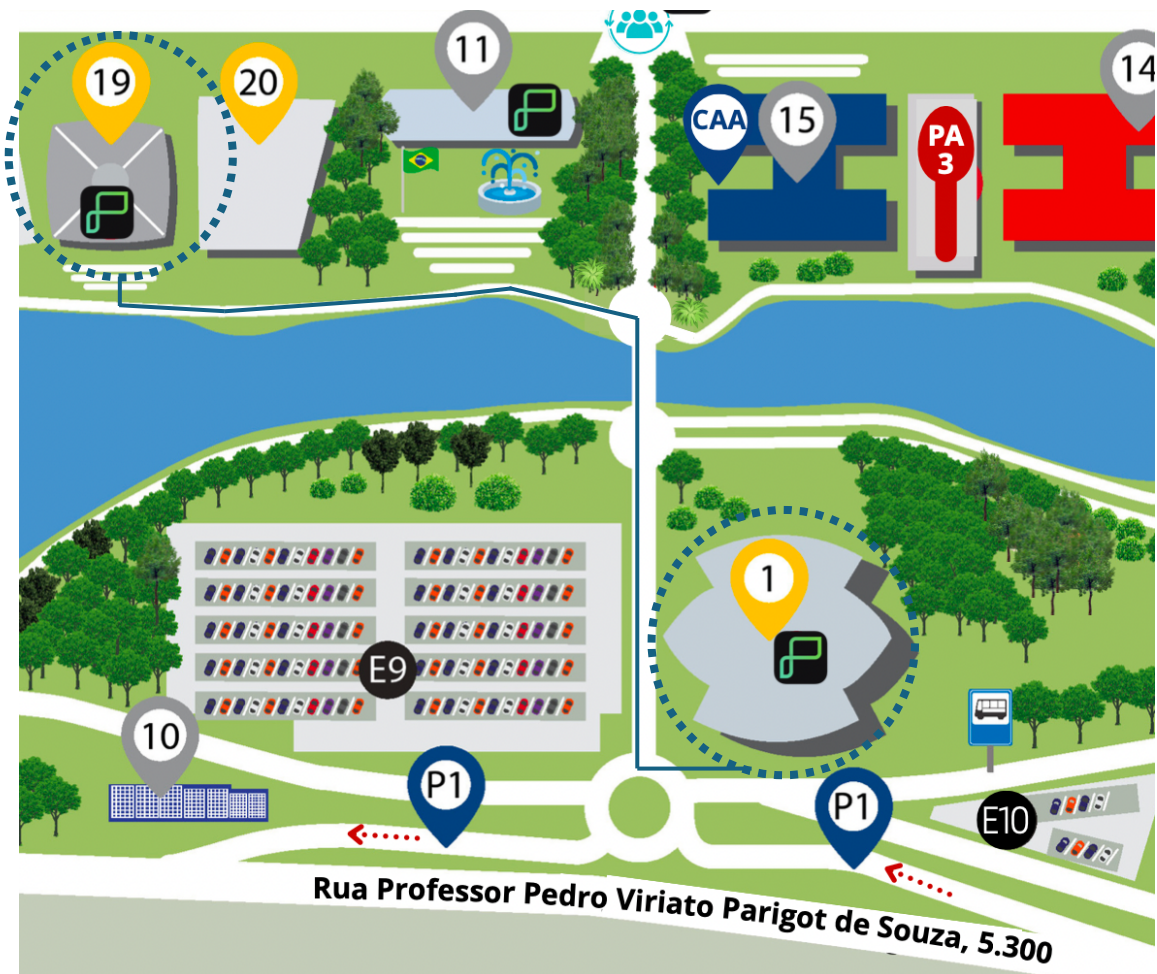 19
20
11
CAA
15
PA
3
14
1
E9
10
P1
P1
E10
Rua Professor Pedro Viriato Parigot de Souza, 5.300